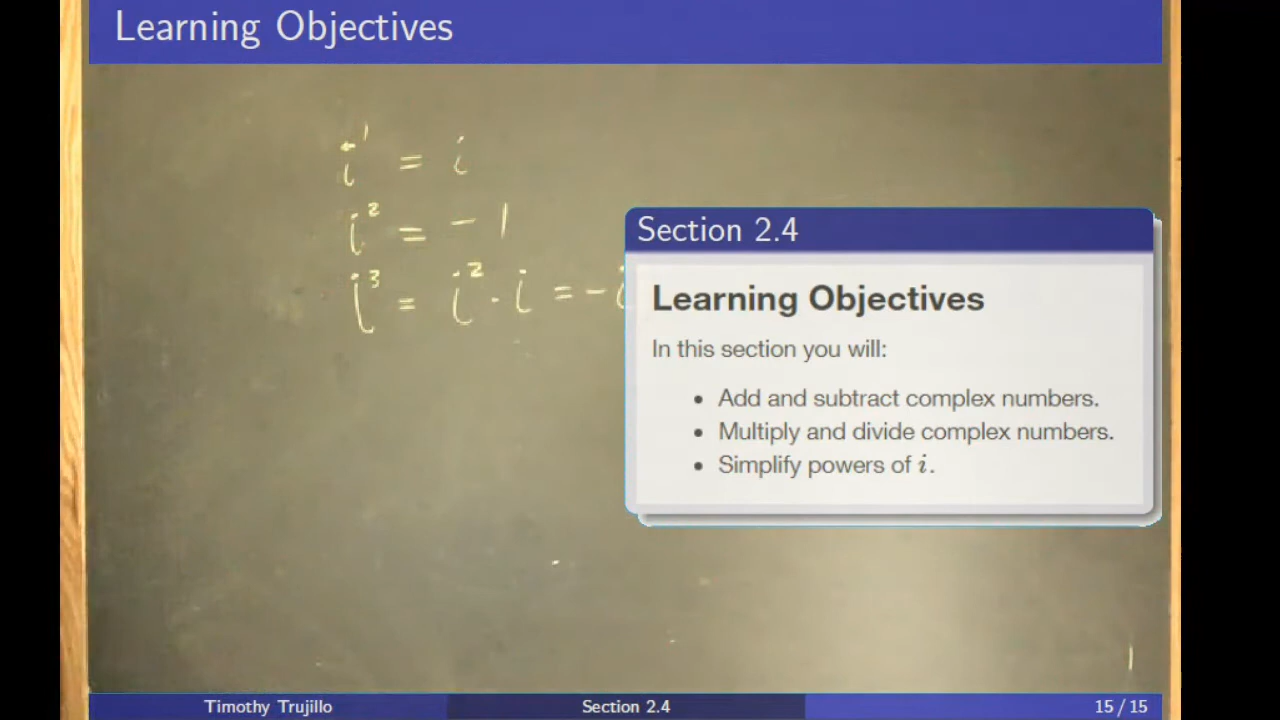 Learning Objectives
i¹ = i
i² = - 1
i³ = i² · i = - i
Section 2.4
Learning Objectives
In this section you will:
• Add and subtract complex numbers.
• Multiply and divide complex numbers.
• Simplify powers of i.
Timothy Trujillo
Section 2.4
15 / 15